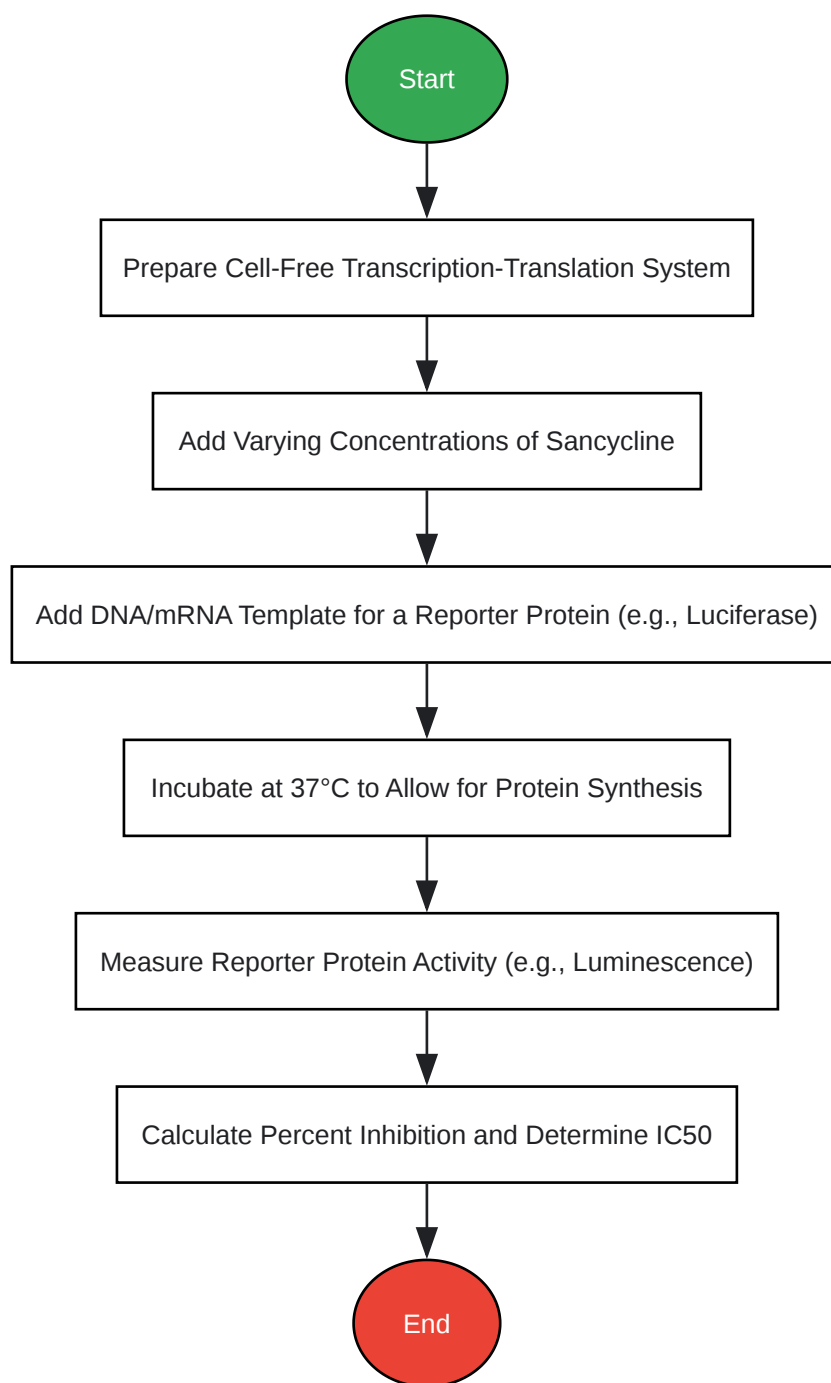 Start
Prepare Cell-Free Transcription-Translation System
Add Varying Concentrations of Sancycline
Add DNA/mRNA Template for a Reporter Protein (e.g., Luciferase)
Incubate at 37°C to Allow for Protein Synthesis
Measure Reporter Protein Activity (e.g., Luminescence)
Calculate Percent Inhibition and Determine IC50
End